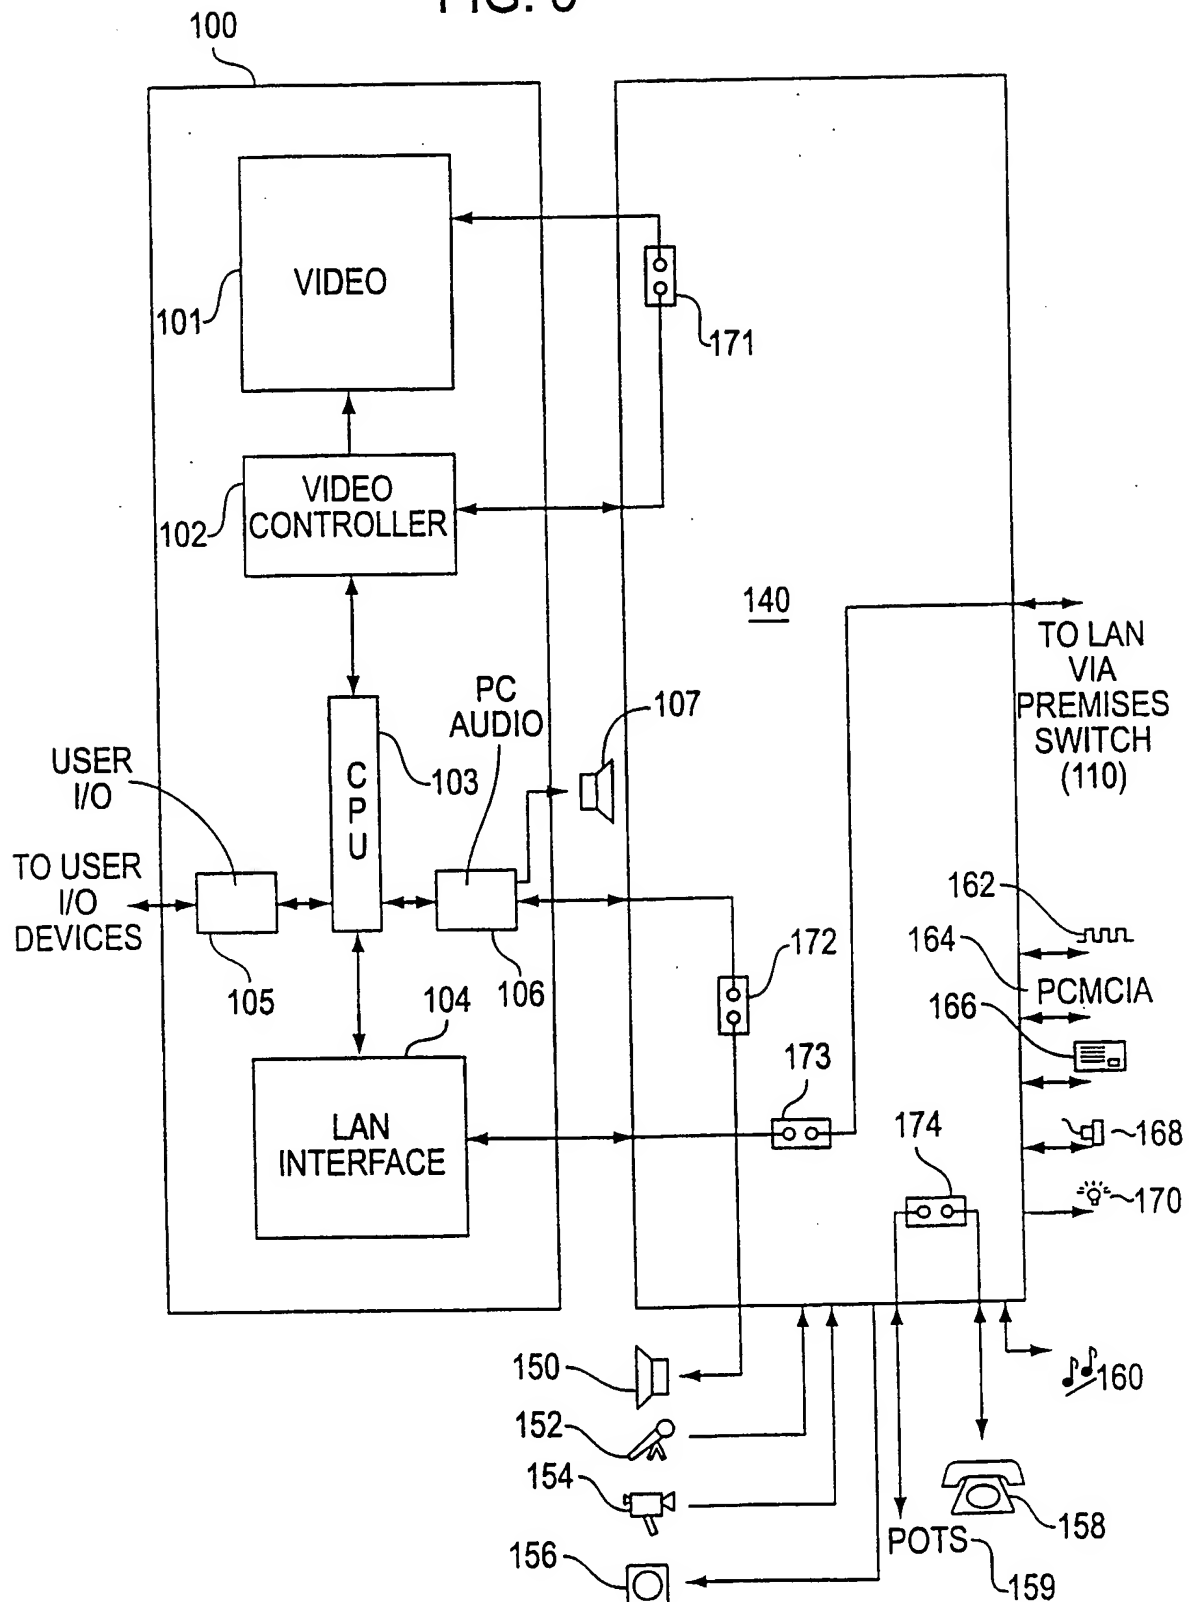 100
VIDEO
101
171
VIDEO
CONTROLLER
102
140
TO LAN
VIA
PREMISES
SWITCH
(110)
PC
AUDIO
107
103
CPU
USER
I/O
TO USER
I/O
DEVICES
105
106
162
164
PCMCIA
166
172
104
173
LAN
INTERFACE
174
168
170
150
160
152
154
158
POTS
156
159